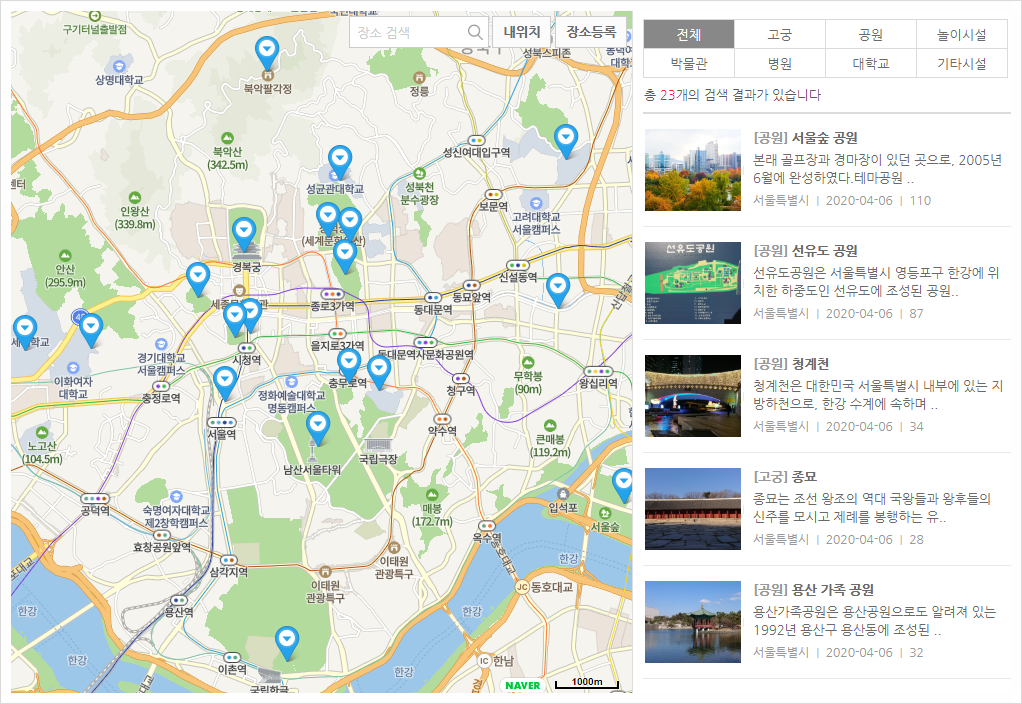 구기터널출발점
상명대학교
장소 검색
내위치
장소등록
성북스피존
북악팔각정
정릉
북악산
(342.5m)
성신여대입구역
성균관대학교
성북천
분수광장
인왕산
(339.8m)
보문역
고려대학교
서울캠퍼스
안산
(295.9m)
경복궁
신설동역
종로3가역
동묘앞역
동대문역
을지로3가역
동대문역사문화공원역
시청역
경기대학교
서울캠퍼스
이화여자
대학교
충정로역
무학봉
(90m)
왕십리역
청구역
충무로역
정화예술대학교
명동캠퍼스
약수역
서울역
노고산
(104.5m)
큰매봉
(119.2m)
남산서울타워
국립극장
공덕역
숙명여자대학교
제2창학캠퍼스
매봉
(172.7m)
입석포
서울숲
옥수역
효창공원앞역
삼각지역
이태원
관광특구
이태원
관광특구
한강
JC 동호대교
한강
용산역
한강
한강
이촌역
한강
IC 한남
국립한글
NAVER
1000m
전체
고궁
공원
놀이시설
박물관
병원
대학교
기타시설
총 23개의 검색 결과가 있습니다
[공원] 서울숲 공원
본래 골프장과 경마장이 있던 곳으로, 2005년
6월에 완성하였다.테마공원 ..
서울특별시 | 2020-04-06 | 110
선유도공원
[공원] 선유도 공원
선유도공원은 서울특별시 영등포구 한강에 위
치한 하중도인 선유도에 조성된 공원..
서울특별시 | 2020-04-06 | 87
[공원] 청계천
청계천은 대한민국 서울특별시 내부에 있는 지
방하천으로, 한강 수계에 속하며 ..
서울특별시 | 2020-04-06 | 34
[고궁] 종묘
종묘는 조선 왕조의 역대 국왕들과 왕후들의
신주를 모시고 제례를 봉행하는 유..
서울특별시 | 2020-04-06 | 28
[공원] 용산 가족 공원
용산가족공원은 용산공원으로도 알려져 있는
1992년 용산구 용산동에 조성된 ..
서울특별시 | 2020-04-06 | 32